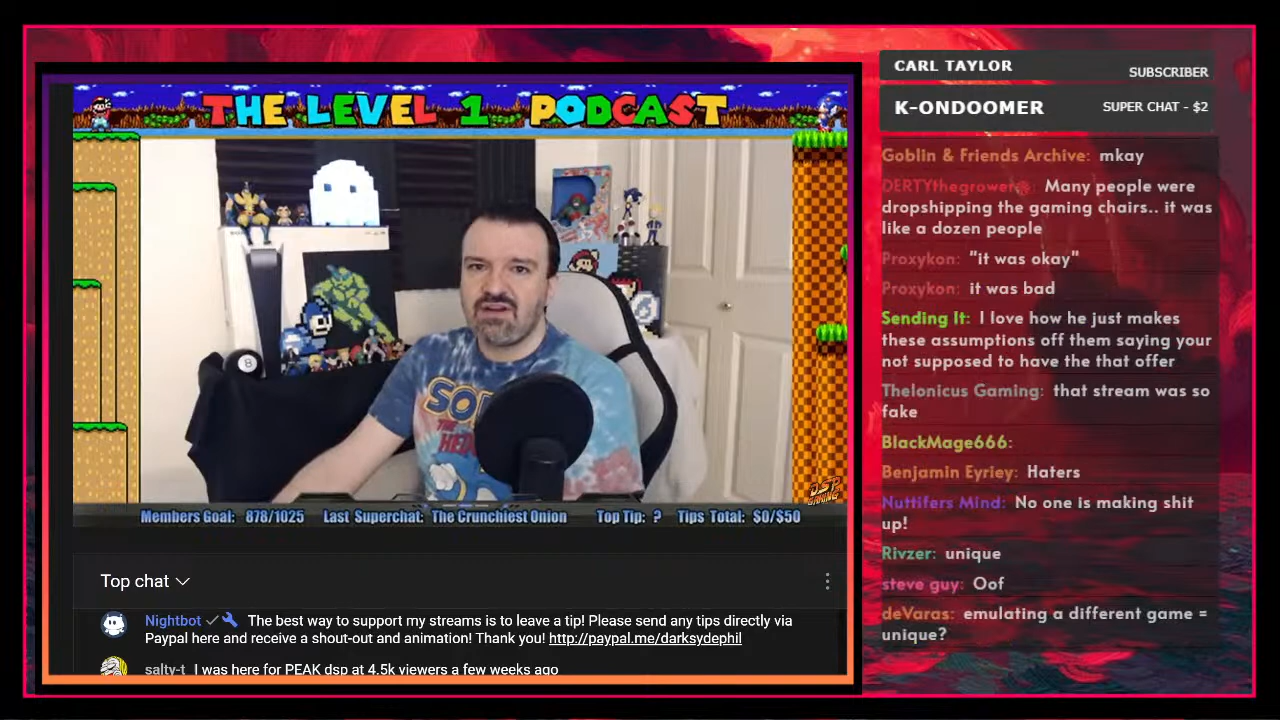 THE LEVEL 1 PODCAST
CARL TAYLOR
SUBSCRIBER
K-ONDOOMER
SUPER CHAT - $2
Goblin & Friends Archive: mkay
DERTYthegrower: Many people were
dropshipping the gaming chairs.. it was
like a dozen people
Proxykon: "it was okay"
Proxykon: it was bad
Sending It: I love how he just makes
these assumptions off them saying your
not supposed to have the that offer
Thelonicus Gaming: that stream was so
fake
BlackMage666:
Benjamin Eyriey: Haters
Nuttifers Mind: No one is making shit
up!
Rivzer: unique
steve guy: Oof
deVaras: emulating a different game =
unique?
8
DSP
GAMING
Members Goal: 878/1025 Last Superchat: The Crunchiest Onion Top Tip: ? Tips Total: $0/$50
Top chat
Nightbot The best way to support my streams is to leave a tip! Please send any tips directly via
Paypal here and receive a shout-out and animation! Thank you! http://paypal.me/darksydephil
salty-t I was here for PEAK dsp at 4.5k viewers a few weeks ago